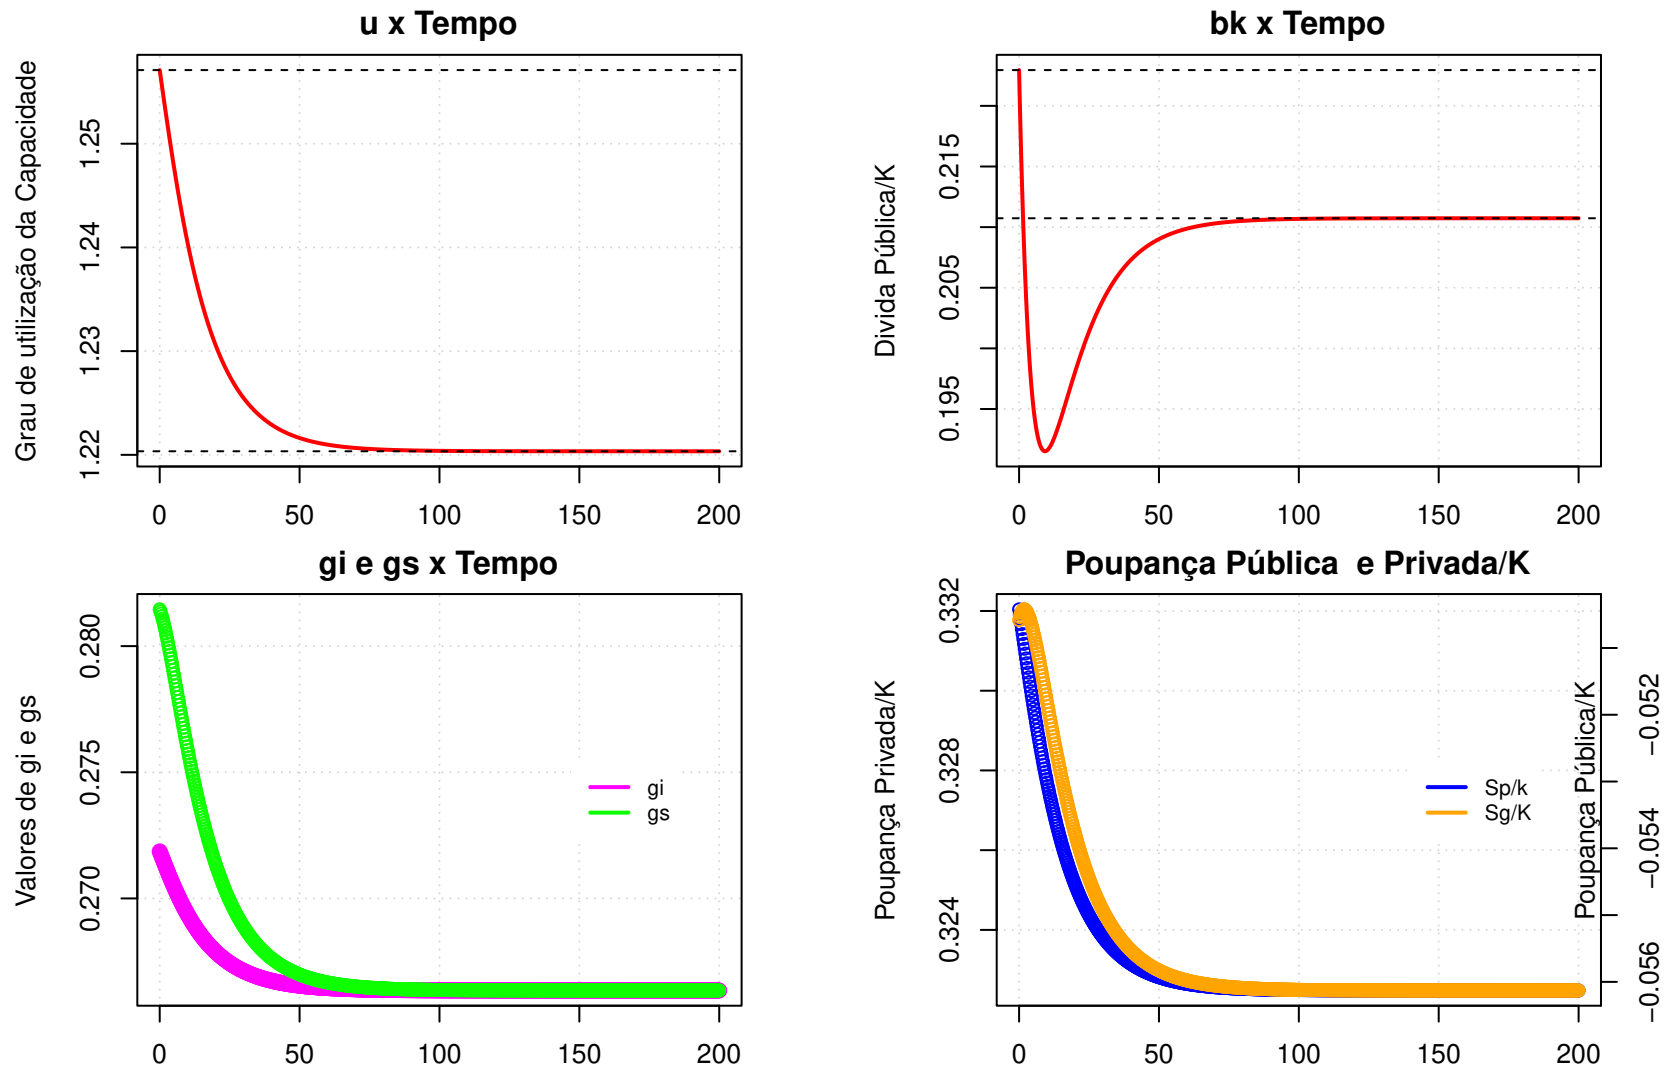 u x Tempo
Grau de utilização da Capacidade
1.25
1.24
1.23
1.22
0 50 100 150 200
bk x Tempo
Divida Pública/K
0.215
0.205
0.195
0 50 100 150 200
gi e gs x Tempo
Valores de gi e gs
0.280
0.275
0.270
gi
gs
0 50 100 150 200
Poupança Pública e Privada/K
Poupança Privada/K
0.332
0.328
0.324
Sp/k
Sg/K
Poupança Pública/K
−0.052
−0.054
−0.056
0 50 100 150 200